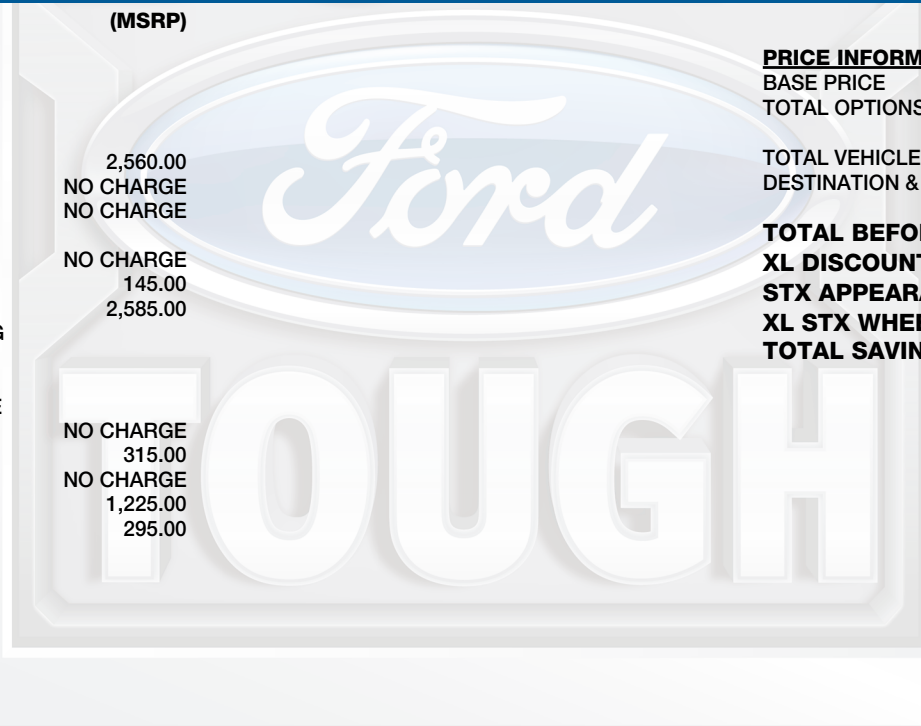 (MSRP)
2,560.00
NO CHARGE
NO CHARGE
NO CHARGE
145.00
2,585.00
NO CHARGE
315.00
NO CHARGE
1,225.00
295.00
PRICE INFORM
BASE PRICE
TOTAL OPTIONS
TOTAL VEHICLE
DESTINATION &
TOTAL BEFO
XL DISCOUNT
STX APPEAR
XL STX WHE
TOTAL SAVIN
Ford
TOUGH